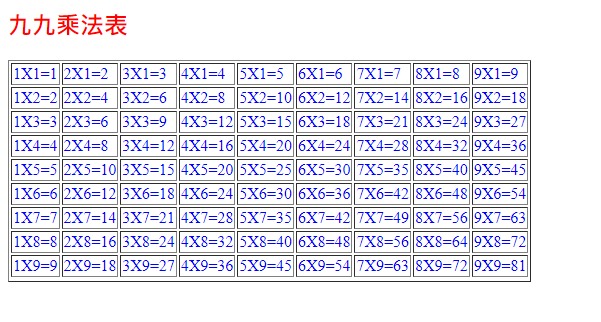 九九乘法表
1X1=1 2X1=2 3X1=3 4X1=4 5X1=5 6X1=6 7X1=7 8X1=8 9X1=9
1X2=2 2X2=4 3X2=6 4X2=8 5X2=10 6X2=12 7X2=14 8X2=16 9X2=18
1X3=3 2X3=6 3X3=9 4X3=12 5X3=15 6X3=18 7X3=21 8X3=24 9X3=27
1X4=4 2X4=8 3X4=12 4X4=16 5X4=20 6X4=24 7X4=28 8X4=32 9X4=36
1X5=5 2X5=10 3X5=15 4X5=20 5X5=25 6X5=30 7X5=35 8X5=40 9X5=45
1X6=6 2X6=12 3X6=18 4X6=24 5X6=30 6X6=36 7X6=42 8X6=48 9X6=54
1X7=7 2X7=14 3X7=21 4X7=28 5X7=35 6X7=42 7X7=49 8X7=56 9X7=63
1X8=8 2X8=16 3X8=24 4X8=32 5X8=40 6X8=48 7X8=56 8X8=64 9X8=72
1X9=9 2X9=18 3X9=27 4X9=36 5X9=45 6X9=54 7X9=63 8X9=72 9X9=81